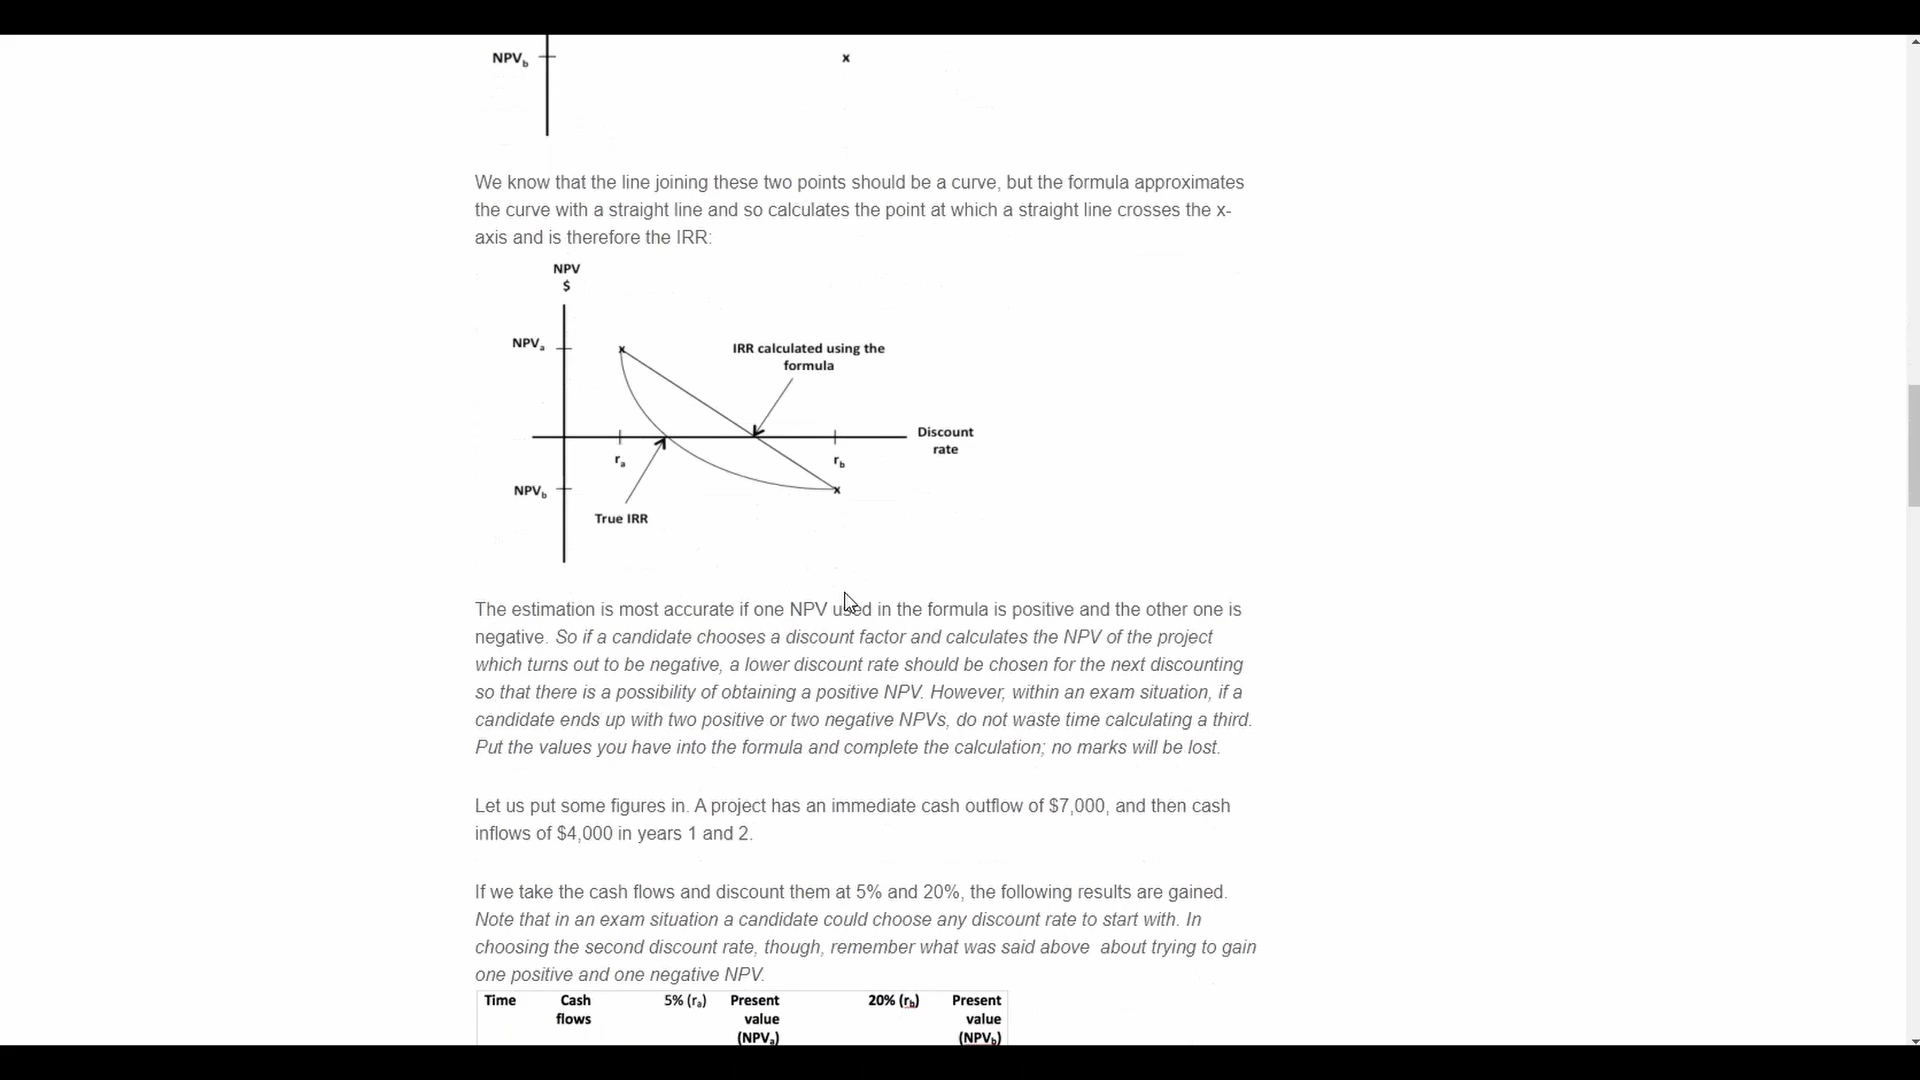 NPVb
x
We know that the line joining these two points should be a curve, but the formula approximates
the curve with a straight line and so calculates the point at which a straight line crosses the x-
axis and is therefore the IRR:
NPV
$
NPVa
x
IRR calculated using the
formula
Discount
rate
ra
rb
NPVb
x
True IRR
The estimation is most accurate if one NPV used in the formula is positive and the other one is
negative. So if a candidate chooses a discount factor and calculates the NPV of the project
which turns out to be negative, a lower discount rate should be chosen for the next discounting
so that there is a possibility of obtaining a positive NPV. However, within an exam situation, if a
candidate ends up with two positive or two negative NPVs, do not waste time calculating a third.
Put the values you have into the formula and complete the calculation; no marks will be lost.
Let us put some figures in. A project has an immediate cash outflow of $7,000, and then cash
inflows of $4,000 in years 1 and 2.
If we take the cash flows and discount them at 5% and 20%, the following results are gained.
Note that in an exam situation a candidate could choose any discount rate to start with. In
choosing the second discount rate, though, remember what was said above about trying to gain
one positive and one negative NPV.
Time Cash 5% (ra) Present 20% (rb) Present
flows value value
(NPVa) (NPVb)